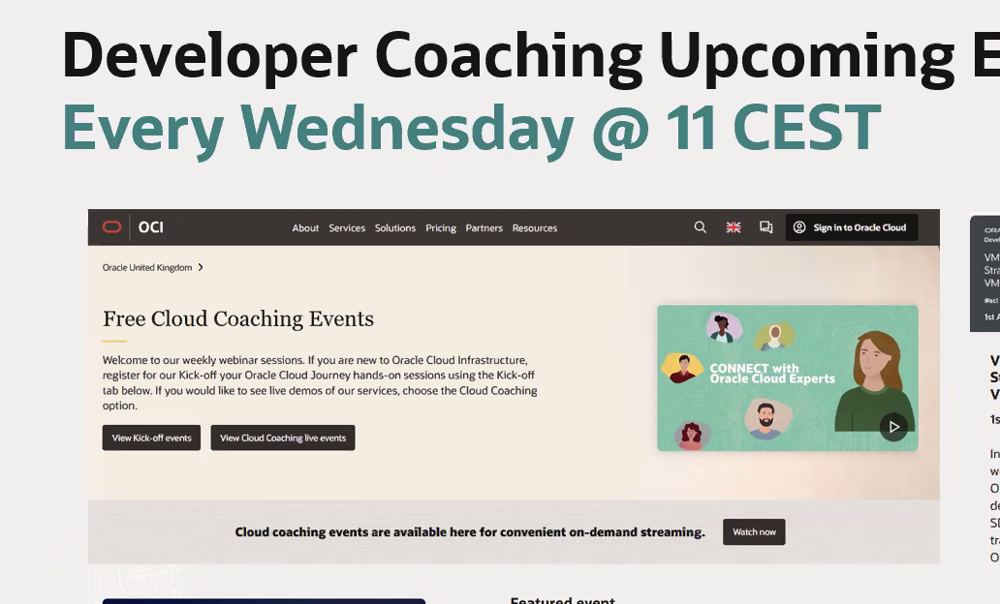 Developer Coaching Upcoming
Every Wednesday @ 11 CEST
OCI
About Services Solutions Pricing Partners Resources
Sign in to Oracle Cloud
Oracle United Kingdom
Free Cloud Coaching Events
Welcome to our weekly webinar sessions. If you are new to Oracle Cloud Infrastructure,
register for our Kick-off your Oracle Cloud Journey hands-on sessions using the Kick-off
tab below. If you would like to see live demos of our services, choose the Cloud Coaching
option.
View Kick-off events
View Cloud Coaching live events
CONNECT with
Oracle Cloud Experts
Cloud coaching events are available here for convenient on-demand streaming.
Watch now
Featured event
#oci